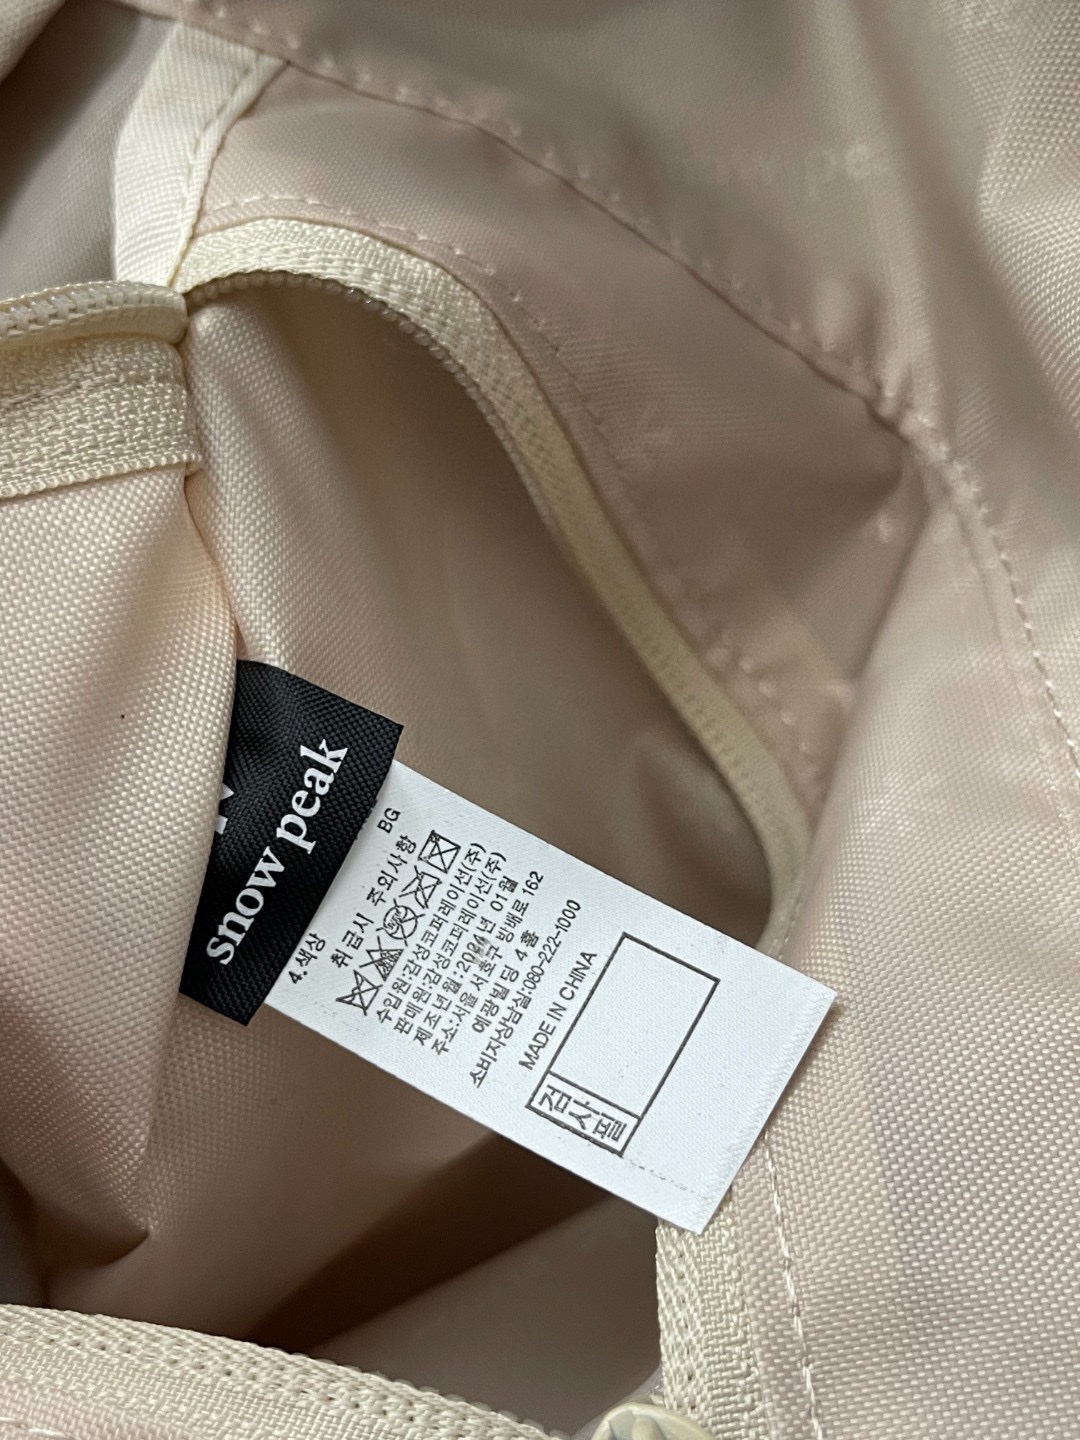 snow peak
4.색상
BG
취급시 주의사항
수입원:감성코퍼레이션(주)
판매원:감성코퍼레이션(주)
제조년월:2024년 01월
주소:서울 서초구 방배로 162
에광빌딩 4층
소비자상담실:080-222-1000
MADE IN CHINA
검사필